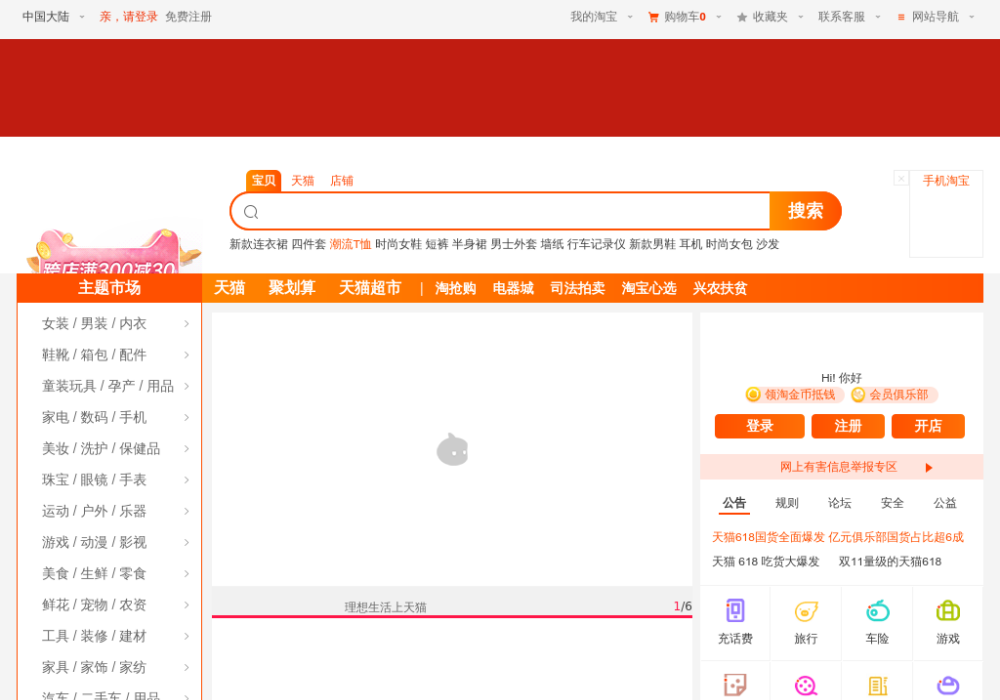 中国大陆 亲，请登录 免费注册 我的淘宝 购物车0 收藏夹 联系客服 网站导航
宝贝 天猫 店铺
手机淘宝
搜索
新款连衣裙 四件套 潮流T恤 时尚女鞋 短裤 半身裙 男士外套 墙纸 行车记录仪 新款男鞋 耳机 时尚女包 沙发
跨店满300减30
主题市场 天猫 聚划算 天猫超市 | 淘抢购 电器城 司法拍卖 淘宝心选 兴农扶贫
女装 / 男装 / 内衣
鞋靴 / 箱包 / 配件
童装玩具 / 孕产 / 用品
家电 / 数码 / 手机
美妆 / 洗护 / 保健品
珠宝 / 眼镜 / 手表
运动 / 户外 / 乐器
游戏 / 动漫 / 影视
美食 / 生鲜 / 零食
鲜花 / 宠物 / 农资
工具 / 装修 / 建材
家具 / 家饰 / 家纺
汽车 / 二手车 / 用品
理想生活上天猫 1/6
Hi! 你好
领淘金币抵钱 会员俱乐部
登录 注册 开店
网上有害信息举报专区
公告 规则 论坛 安全 公益
天猫618国货全面爆发 亿元俱乐部国货占比超6成
天猫 618 吃货大爆发 双11量级的天猫618
充话费 旅行 车险 游戏